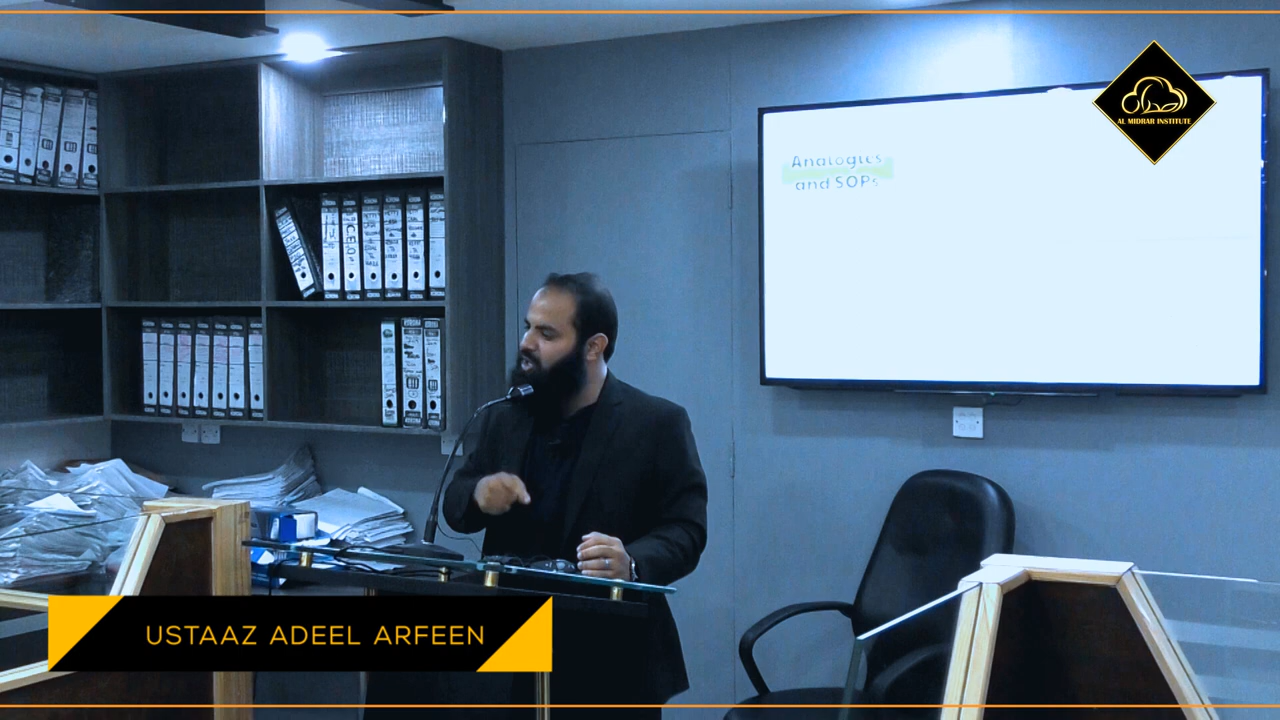 AL MIDRAR INSTITUTE
Analogies
and SOPs
USTAAZ ADEEL ARFEEN